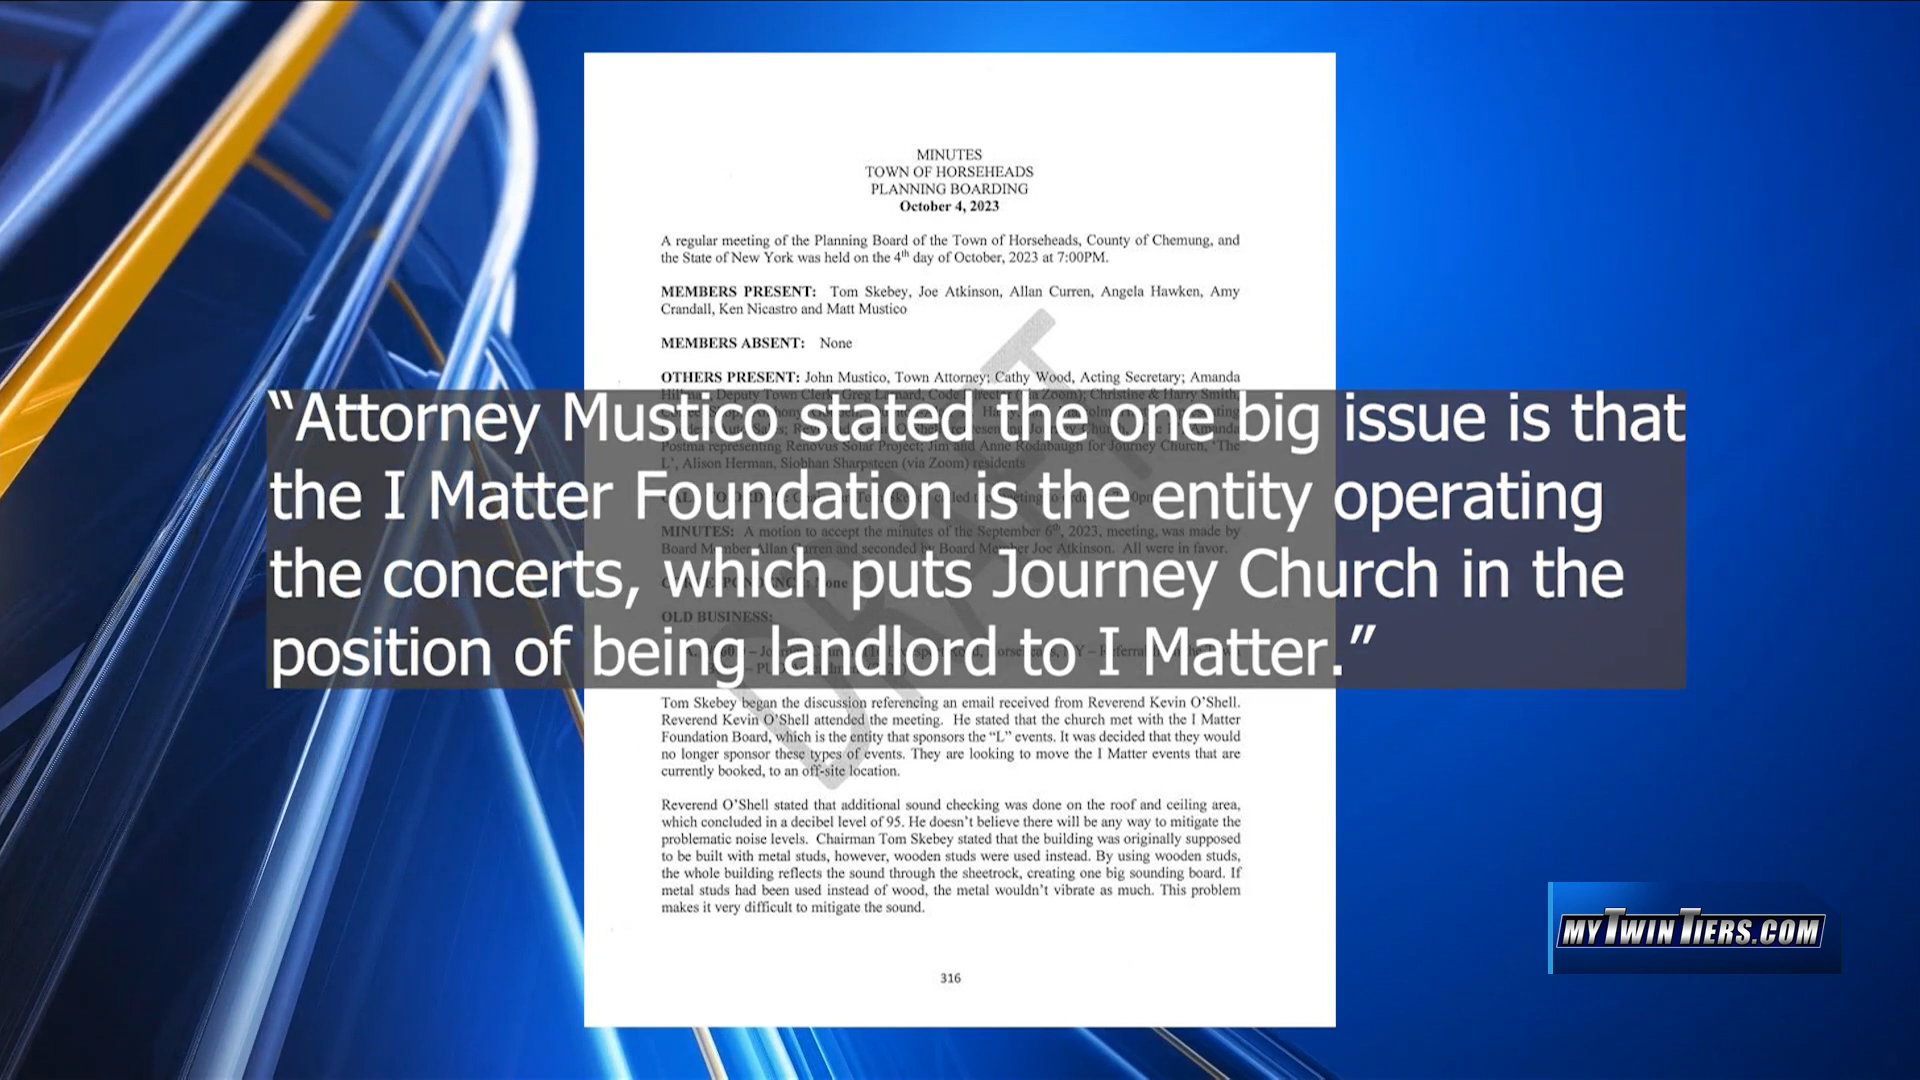 MINUTES
TOWN OF HORSEHEADS
PLANNING BOARDING
October 4, 2023
A regular meeting of the Planning Board of the Town of Horseheads, County of Chemung, and
the State of New York was held on the 4th day of October, 2023 at 7:00PM.
MEMBERS PRESENT: Tom Skebey, Joe Atkinson, Allan Curren, Angela Hawken, Amy
Crandall, Ken Nicastro and Matt Mustico
MEMBERS ABSENT: None
OTHERS PRESENT: John Mustico, Town Attorney; Cathy Wood, Acting Secretary; Amanda
“Attorney Mustico stated the one big issue is that
the I Matter Foundation is the entity operating
the concerts, which puts Journey Church in the
position of being landlord to I Matter.”
Postma representing Renovus Solar Project; Jim and Anne Rodabaugh for Journey Church, ‘The
L’, Alison Herman, Siobhan Sharpsteen (via Zoom) residents
MINUTES: A motion to accept the minutes of the September 6th, 2023, meeting, was made by
Board Member Allan Curren and seconded by Board Member Joe Atkinson. All were in favor.
OLD BUSINESS:
Tom Skebey began the discussion referencing an email received from Reverend Kevin O’Shell.
Reverend Kevin O’Shell attended the meeting. He stated that the church met with the I Matter
Foundation Board, which is the entity that sponsors the “L” events. It was decided that they would
no longer sponsor these types of events. They are looking to move the I Matter events that are
currently booked, to an off-site location.
Reverend O’Shell stated that additional sound checking was done on the roof and ceiling area,
which concluded in a decibel level of 95. He doesn’t believe there will be any way to mitigate the
problematic noise levels. Chairman Tom Skebey stated that the building was originally supposed
to be built with metal studs, however, wooden studs were used instead. By using wooden studs,
the whole building reflects the sound through the sheetrock, creating one big sounding board. If
metal studs had been used instead of wood, the metal wouldn’t vibrate as much. This problem
makes it very difficult to mitigate the sound.
316
DRAFT
MYTWINTIERS.COM